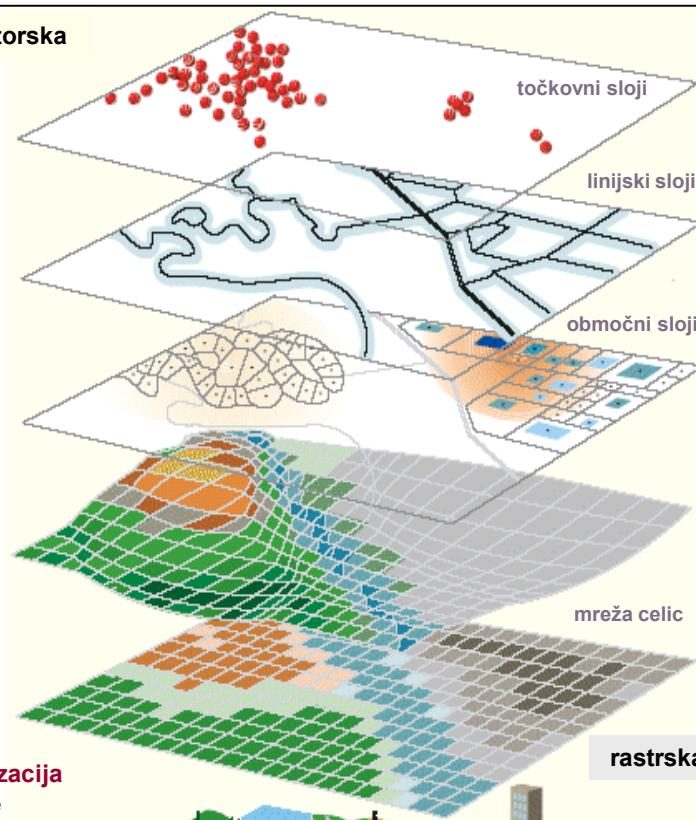 torska
točkovni sloji
linijski sloji
območni sloji
mreža celic
rastrska
zacija